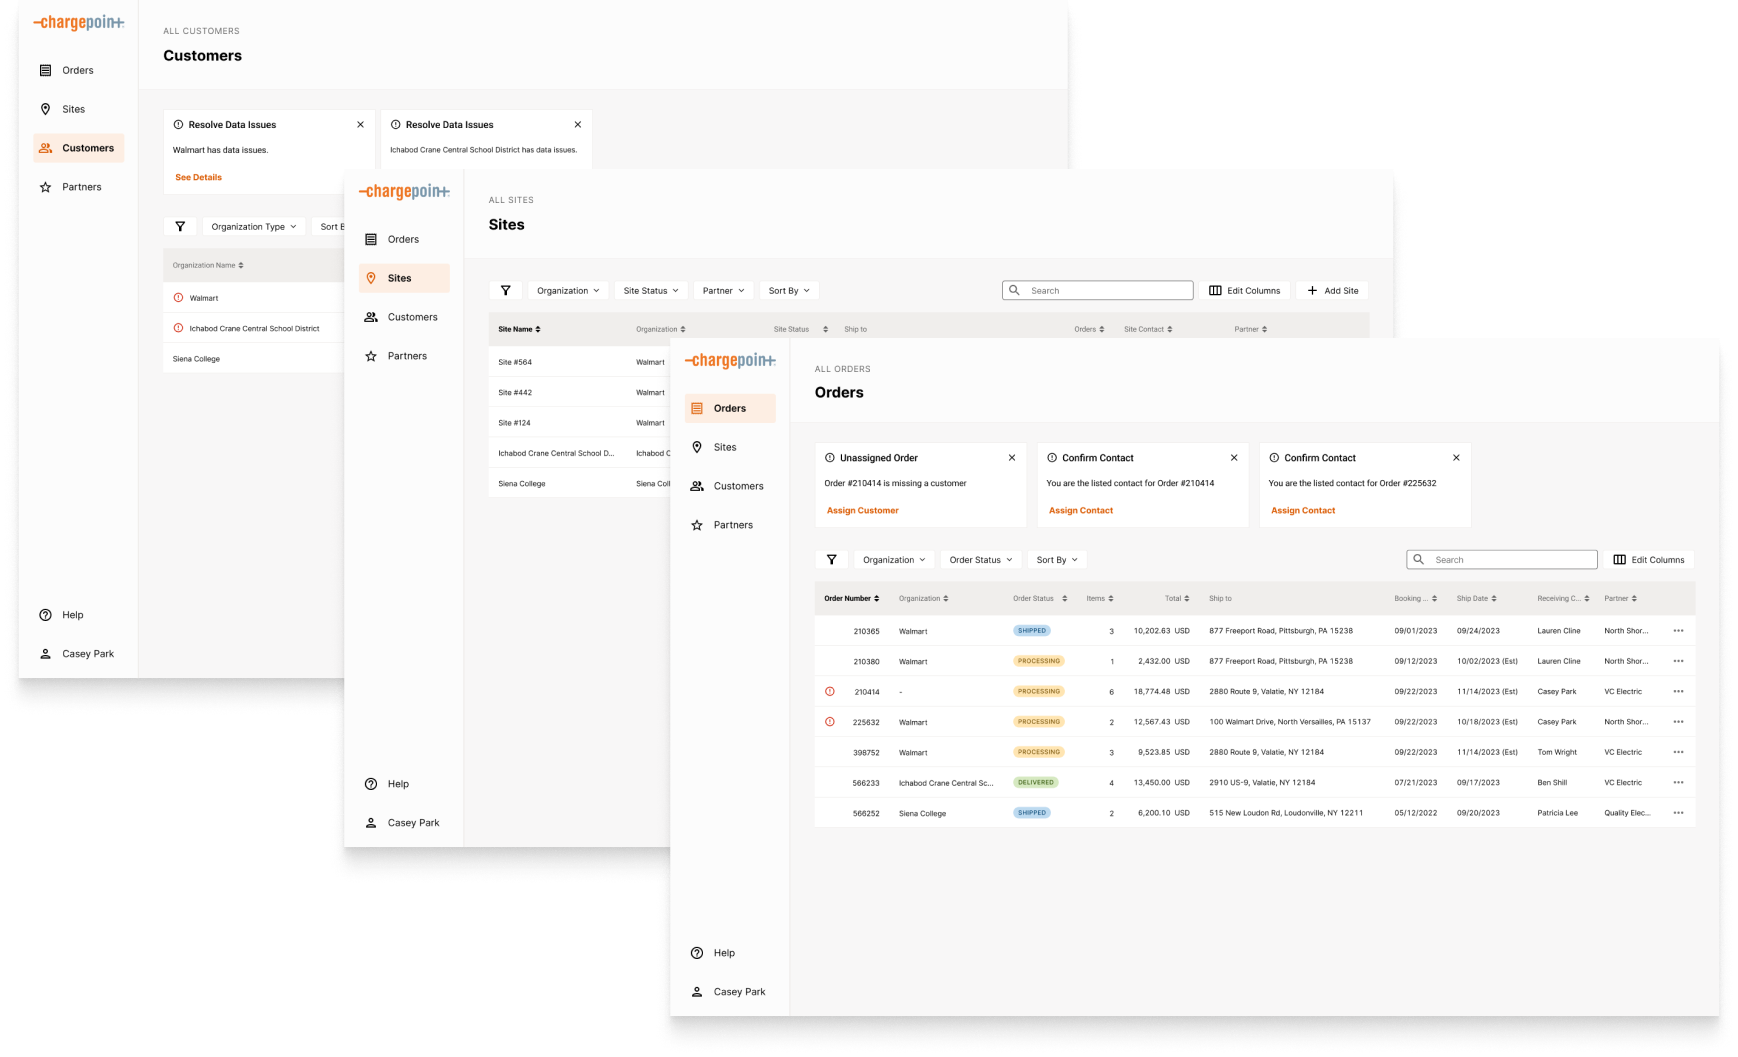 chargepoint
ALL CUSTOMERS
Customers
Orders
Sites
Customers
Partners
Resolve Data Issues
Walmart has data issues.
See Details
Resolve Data Issues
Ichabod Crane Central School District has data issues.
Organization Type
Sort B
Organization Name
Walmart
Ichabod Crane Central School District
Siena College
Help
Casey Park
chargepoint
ALL SITES
Sites
Orders
Sites
Customers
Partners
Organization Site Status Partner Sort By Search Edit Columns Add Site
Site Name Organization Site Status Ship to Orders Site Contact Partner
Site #564 Walmart
Site #442 Walmart
Site #124 Walmart
Ichabod Crane Central School D... Ichabod C
Siena College Siena Coll
Help
Casey Park
chargepoint
ALL ORDERS
Orders
Orders
Sites
Customers
Partners
Unassigned Order
Order #210414 is missing a customer
Assign Customer
Confirm Contact
You are the listed contact for Order #210414
Assign Contact
Confirm Contact
You are the listed contact for Order #225632
Assign Contact
Organization Order Status Sort By Search Edit Columns
Order Number Organization Order Status Items Total Ship to Booking ... Ship Date Receiving C... Partner
210365 Walmart SHIPPED 3 10,202.63 USD 877 Freeport Road, Pittsburgh, PA 15238 09/01/2023 09/24/2023 Lauren Cline North Shor... •••
210380 Walmart PROCESSING 1 2,432.00 USD 877 Freeport Road, Pittsburgh, PA 15238 09/12/2023 10/02/2023 (Est) Lauren Cline North Shor... •••
210414 - PROCESSING 6 18,774.48 USD 2880 Route 9, Valatie, NY 12184 09/22/2023 11/14/2023 (Est) Casey Park VC Electric •••
225632 Walmart PROCESSING 2 12,567.43 USD 100 Walmart Drive, North Versailles, PA 15137 09/22/2023 10/18/2023 (Est) Casey Park North Shor... •••
398752 Walmart PROCESSING 3 9,523.85 USD 2880 Route 9, Valatie, NY 12184 09/22/2023 11/14/2023 (Est) Tom Wright VC Electric •••
566233 Ichabod Crane Central Sc... DELIVERED 4 13,450.00 USD 2910 US-9, Valatie, NY 12184 07/21/2023 09/17/2023 Ben Shill VC Electric •••
566252 Siena College SHIPPED 2 6,200.10 USD 515 New Loudon Rd, Loudonville, NY 12211 05/12/2022 09/20/2023 Patricia Lee Quality Elec... •••
Help
Casey Park